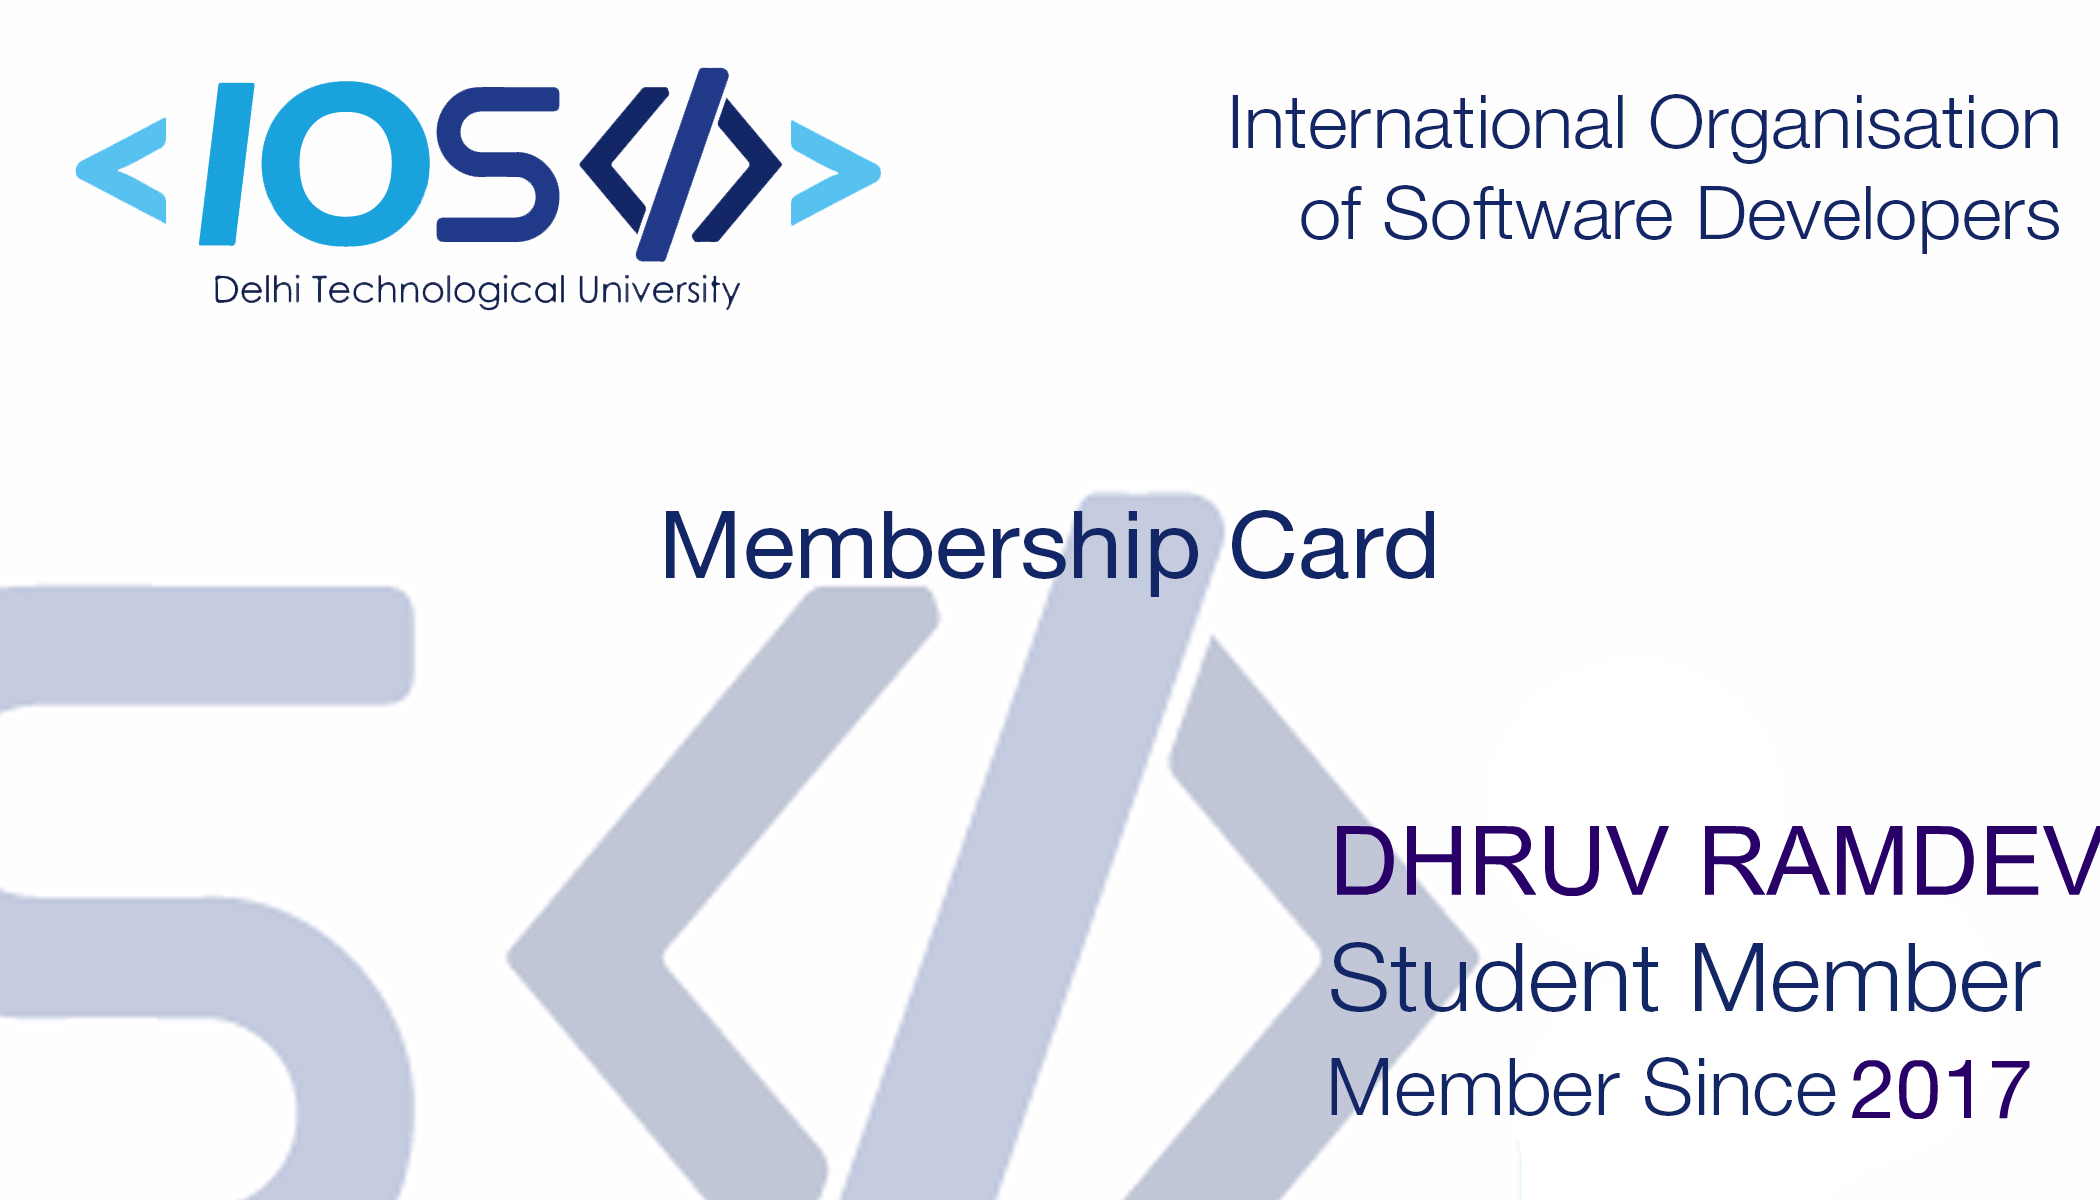 <IOS</>>
Delhi Technological University
International Organisation
of Software Developers
Membership Card
DHRUV RAMDEV
Student Member
Member Since 2017